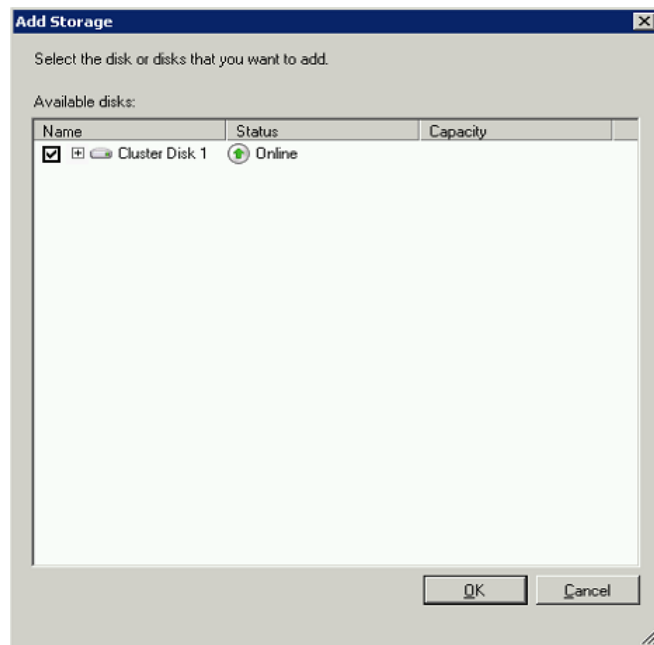 Add Storage
Select the disk or disks that you want to add.
Available disks:
Name Status Capacity
Cluster Disk 1 Online
OK Cancel